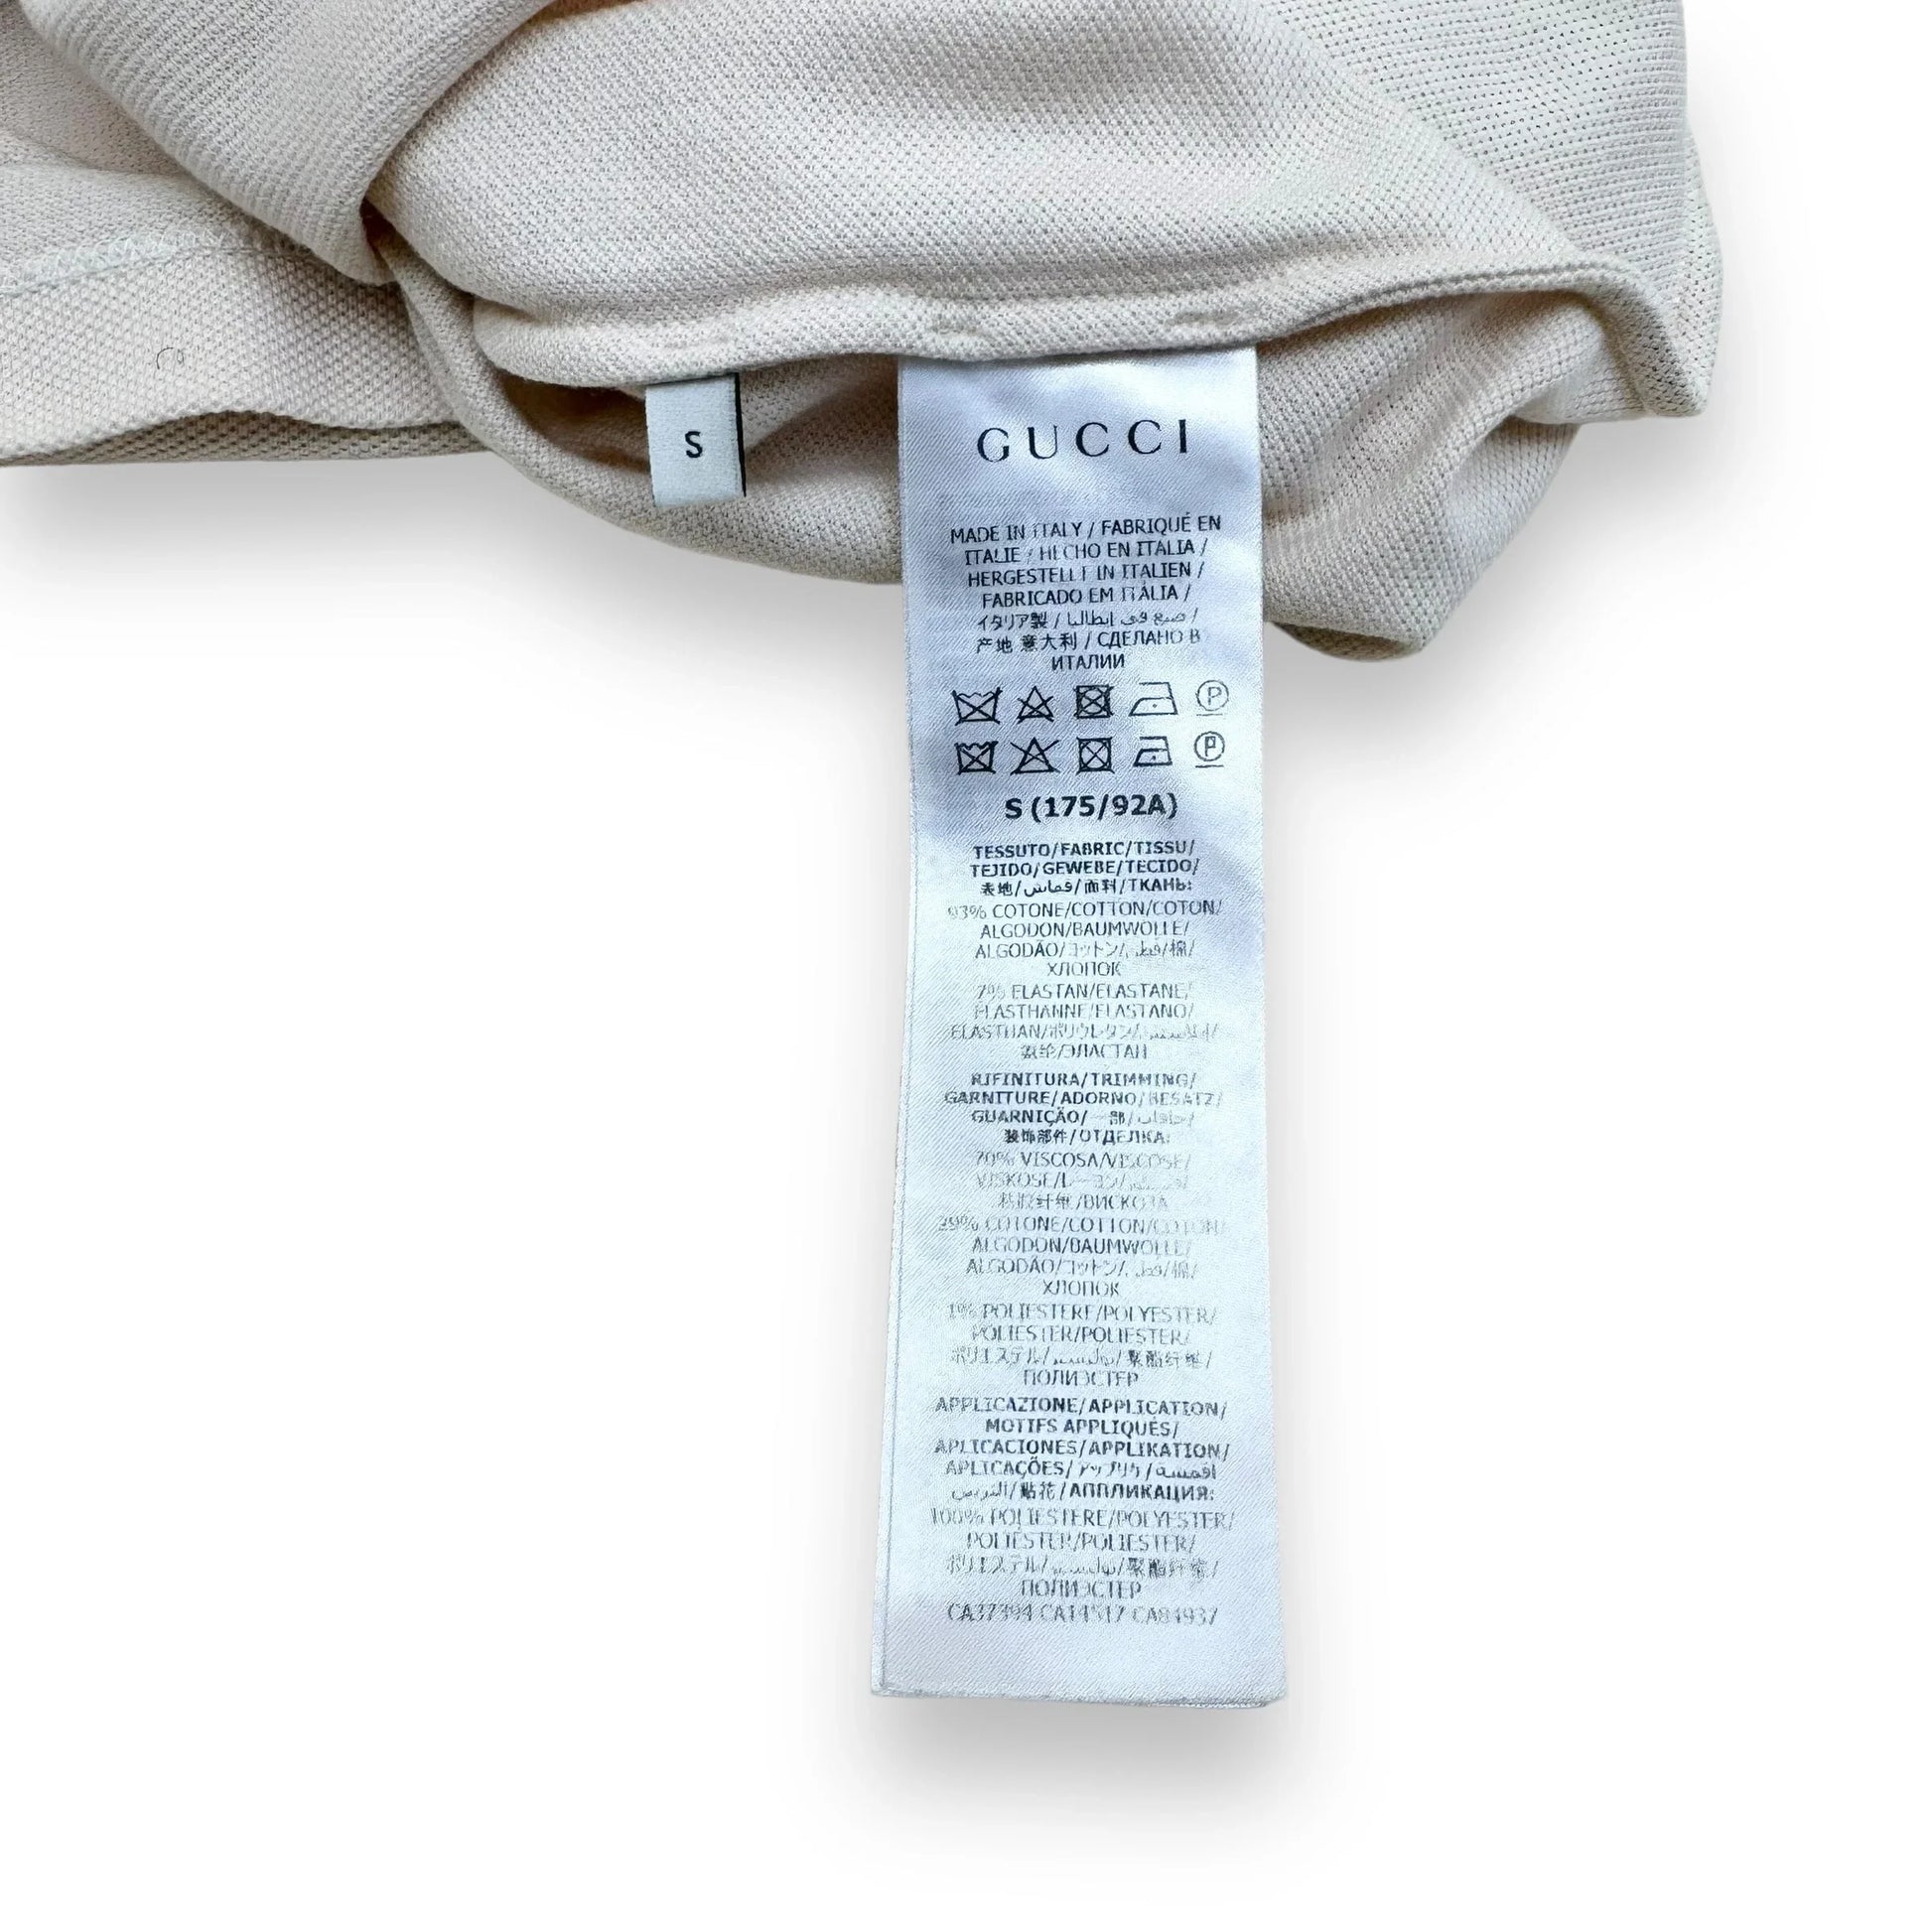 S
GUCCI
MADE IN ITALY / FABRIQUÉ EN
ITALIE / HECHO EN ITALIA /
HERGESTELLT IN ITALIEN /
FABRICADO EM ITÁLIA /
イタリア製 / صنع في إيطاليا /
产地 意大利 / СДЕЛАНО В
ИТАЛИИ
P
P
S (175/92A)
TESSUTO/FABRIC/TISSU/
TEJIDO/GEWEBE/TECIDO/
表地/قماش/面料/ТКАНЬ:
93% COTONE/COTTON/COTON/
ALGODON/BAUMWOLLE/
ALGODÃO/コットン/قطن/棉/
ХЛОПОК
7% ELASTAN/ELASTANE/
ÉLASTHANNE/ELASTANO/
ELASTHAN/ポリウレタン/
氨纶/ЭЛАСТАН
RIFINITURA/TRIMMING/
GARNITURE/ADORNO/BESATZ/
GUARNIÇÃO/一部/حافات/
装饰部件/ОТДЕЛКА:
70% VISCOSA/VISCOSE/
VISKOSE/レーヨン/
粘胶纤维/ВИСКОЗА
29% COTONE/COTTON/COTON/
ALGODON/BAUMWOLLE/
ALGODÃO/コットン/قطن/棉/
ХЛОПОК
1% POLIESTERE/POLYESTER/
POLIESTER/POLIÉSTER/
ポリエステル/بوليستر/聚酯纤维/
ПОЛИЭСТЕР
APPLICAZIONE/APPLICATION/
MOTIFS APPLIQUÉS/
APLICACIONES/APPLIKATION/
APLICAÇÕES/アップリケ/اقمشة
/贴花/АППЛИКАЦИЯ:
100% POLIESTERE/POLYESTER/
POLIESTER/POLIÉSTER/
ポリエステル/بوليستر/聚酯纤维/
ПОЛИЭСТЕР
CA37394 CA14517 CA84937